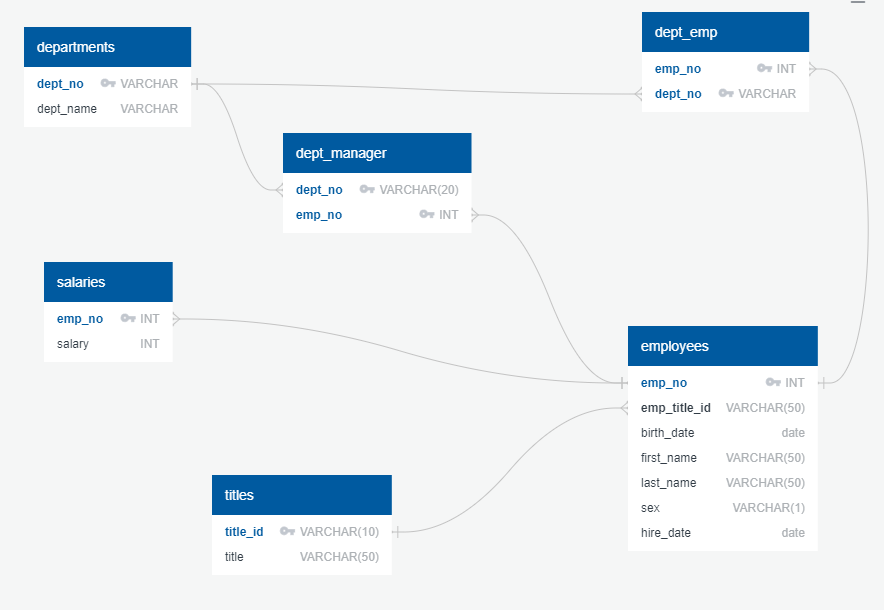 departments
dept_no VARCHAR
dept_name VARCHAR
dept_emp
emp_no INT
dept_no VARCHAR
dept_manager
dept_no VARCHAR(20)
emp_no INT
salaries
emp_no INT
salary INT
employees
emp_no INT
emp_title_id VARCHAR(50)
birth_date date
first_name VARCHAR(50)
last_name VARCHAR(50)
sex VARCHAR(1)
hire_date date
titles
title_id VARCHAR(10)
title VARCHAR(50)